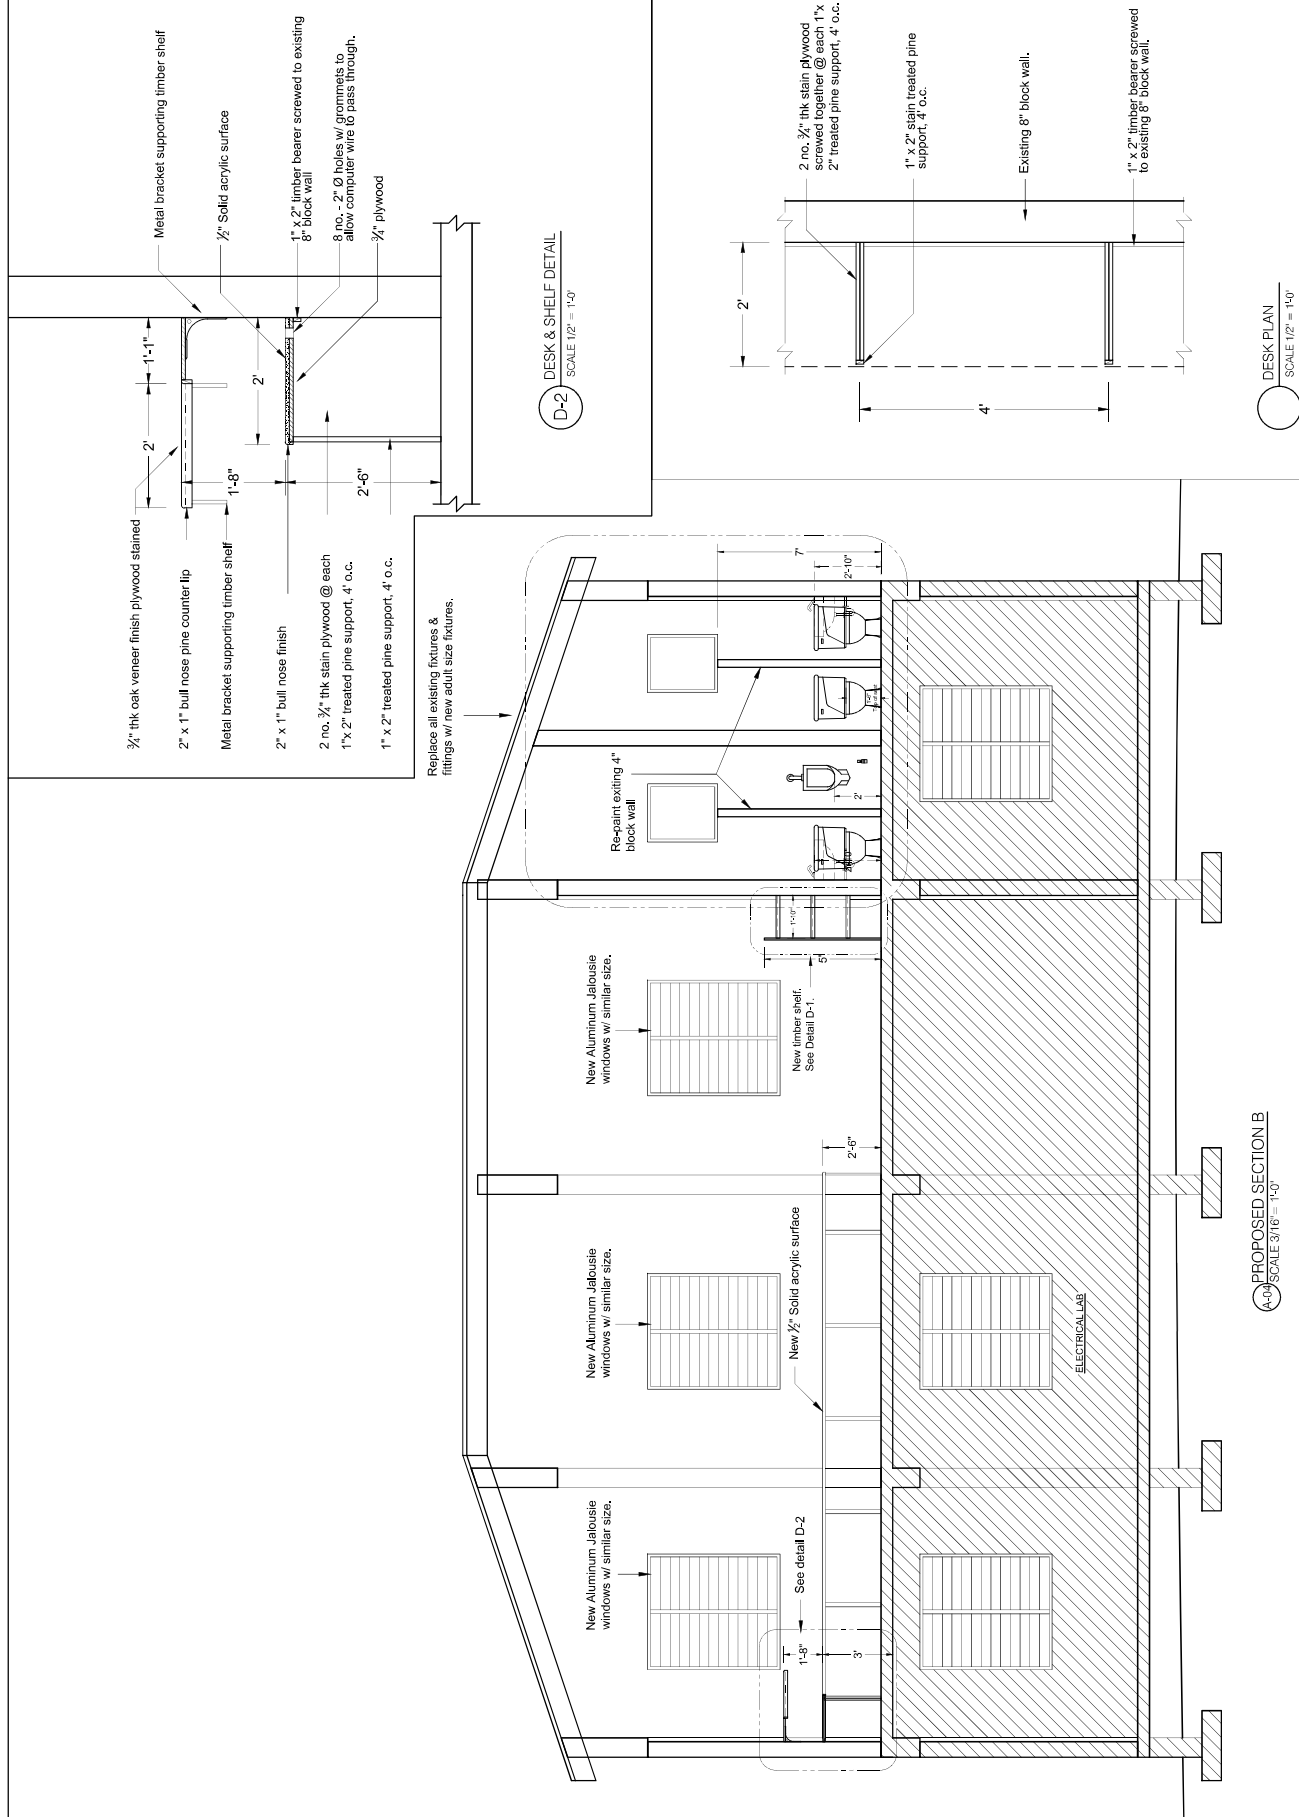 ¾" thk oak veneer finish plywood stained
2" x 1" bull nose pine counter lip
Metal bracket supporting timber shelf
2" x 1" bull nose finish
2 no. ¾" thk stain plywood @ each
1"x 2" treated pine support, 4' o.c.
1" x 2" treated pine support, 4' o.c.
2'
1'-1"
1'-8"
2'
2'-6"
Metal bracket supporting timber shelf
½" Solid acrylic surface
1" x 2" timber bearer screwed to existing
8" block wall
8 no. - 2" Ø holes w/ grommets to
allow computer wire to pass through.
¾" plywood
D-2
DESK & SHELF DETAIL
SCALE 1/2" = 1'-0"
2 no. ¾" thk stain plywood
screwed together @ each 1"x
2" treated pine support, 4' o.c.
1" x 2" stain treated pine
support, 4' o.c.
Existing 8" block wall.
1" x 2" timber bearer screwed
to existing 8" block wall.
2'
4'
DESK PLAN
SCALE 1/2" = 1'-0"
Replace all existing fixtures &
fittings w/ new adult size fixtures.
Re-paint exiting 4"
block wall
7'
2'-10"
2'
New Aluminum Jalousie
windows w/ similar size.
New Aluminum Jalousie
windows w/ similar size.
New Aluminum Jalousie
windows w/ similar size.
New timber shelf.
See Detail D-1.
1'-10"
5'
2'-6"
New ½" Solid acrylic surface
See detail D-2
1'-8"
3'
ELECTRICAL LAB
A-04
PROPOSED SECTION B
SCALE 3/16" = 1'-0"